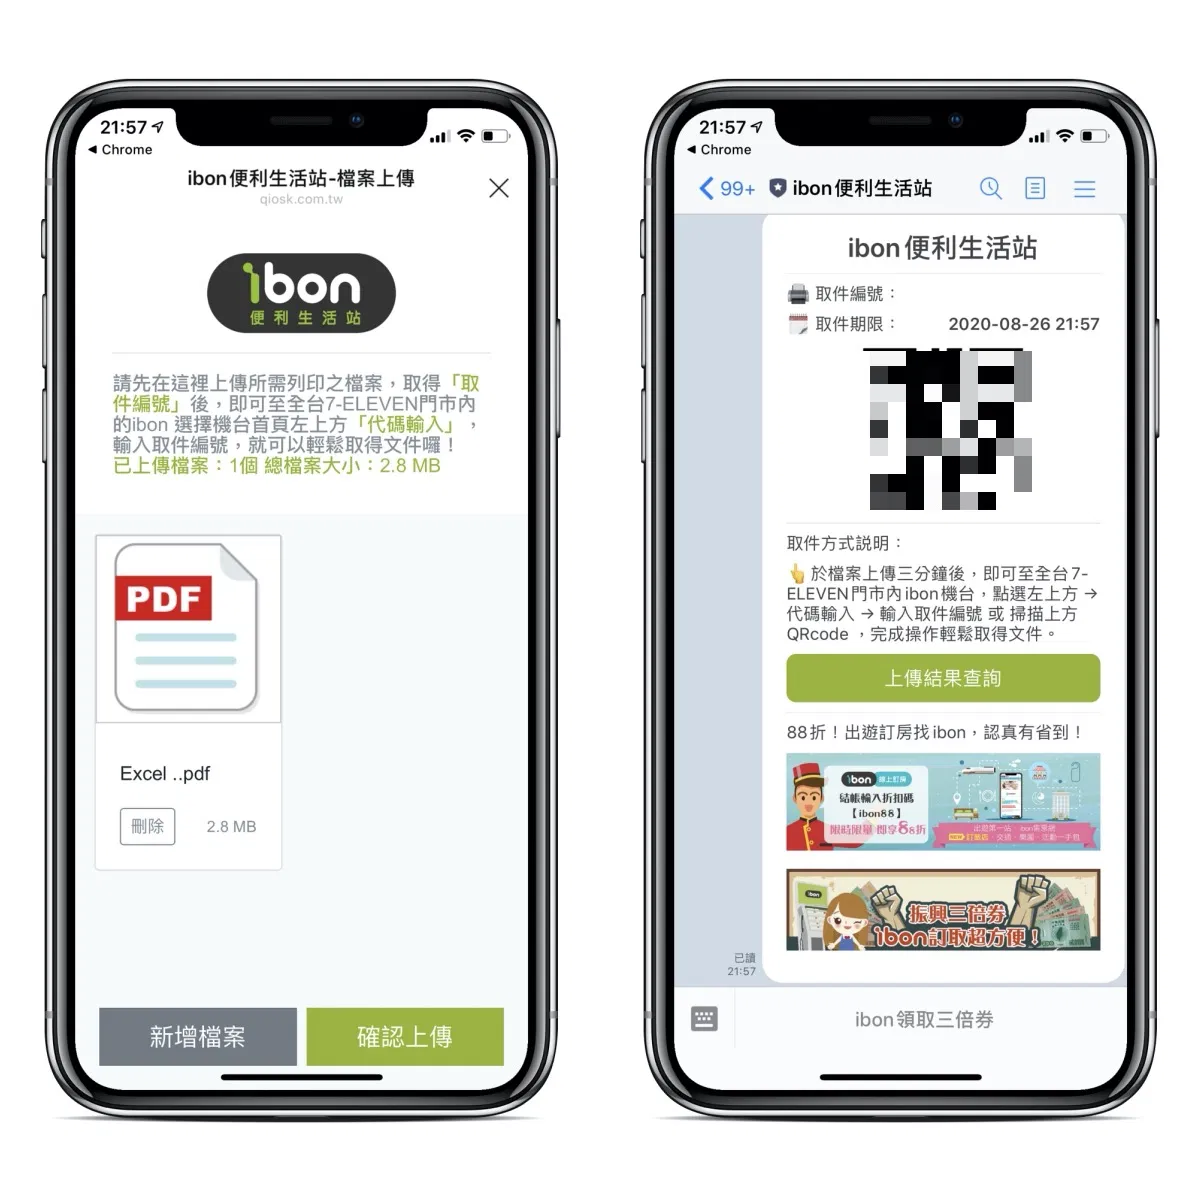 21:57
Chrome
ibon便利生活站-檔案上傳
qiosk.com.tw
ibon
便利生活站
請先在這裡上傳所需列印之檔案，取得「取
件編號」後，即可至全台7-ELEVEN門市內
的ibon 選擇機台首頁左上方「代碼輸入」，
輸入取件編號，就可以輕鬆取得文件囉！
已上傳檔案：1個 總檔案大小：2.8 MB
PDF
Excel ..pdf
刪除
2.8 MB
新增檔案
確認上傳
21:57
Chrome
99+
ibon便利生活站
ibon便利生活站
取件編號：
取件期限： 2020-08-26 21:57
取件方式說明：
於檔案上傳三分鐘後，即可至全台7-
ELEVEN門市內ibon機台，點選左上方 →
代碼輸入 → 輸入取件編號 或 掃描上方
QRcode ，完成操作輕鬆取得文件。
上傳結果查詢
88折！出遊訂房找ibon，認真有省到！
ibon 線上訂房
結帳輸入折扣碼
【ibon88】
限時限量 即享88折
ibon
振興三倍券
ibon訂取超方便！
已讀
21:57
ibon領取三倍券